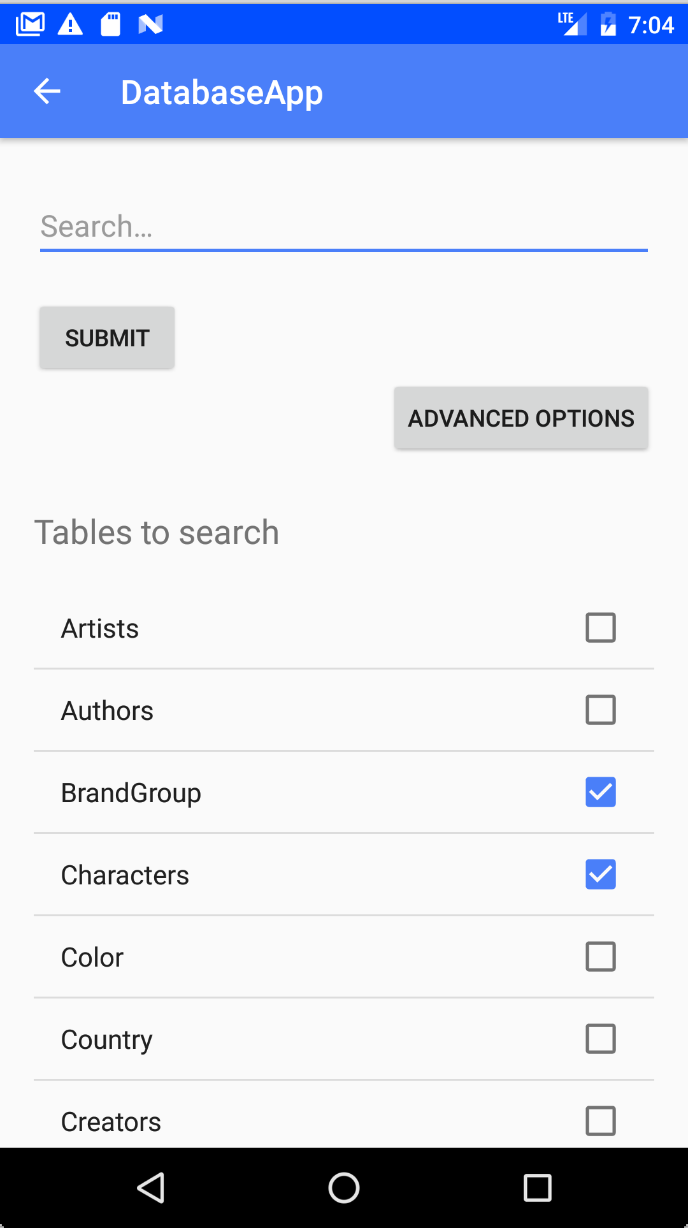 LTE 7:04
DatabaseApp
Search...
SUBMIT
ADVANCED OPTIONS
Tables to search
Artists
Authors
BrandGroup
Characters
Color
Country
Creators